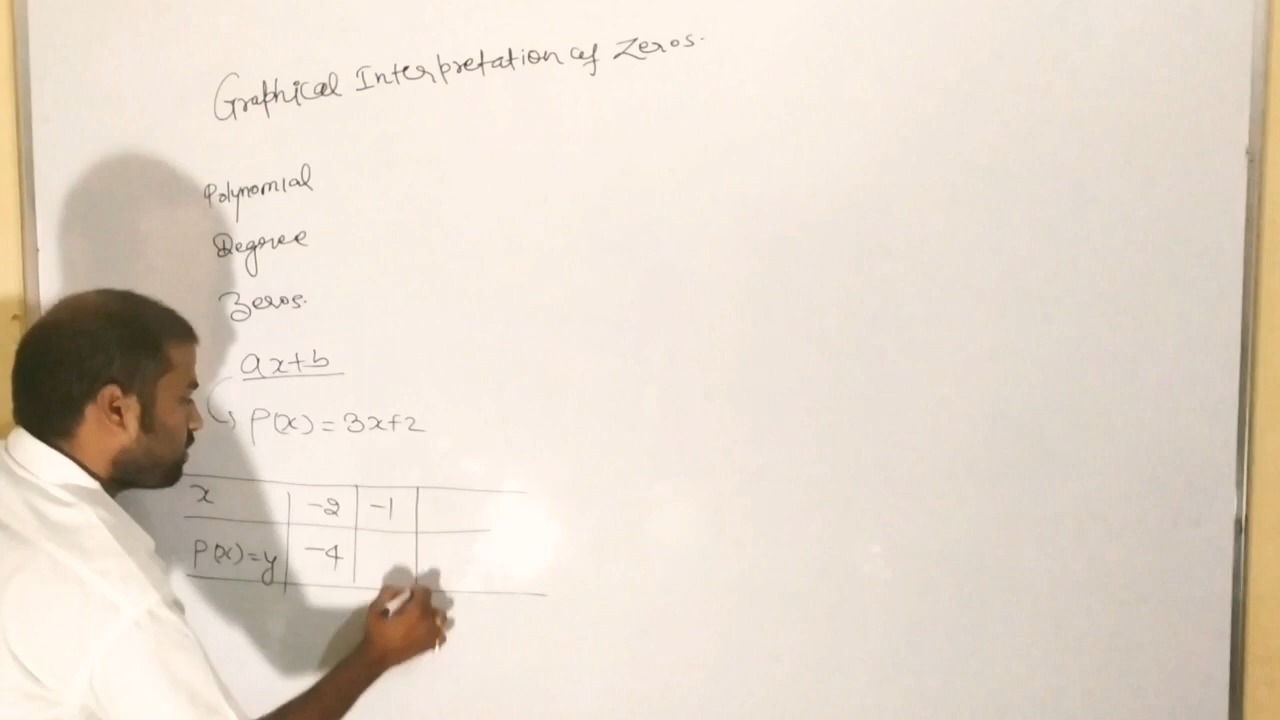 Graphical Interpretation of Zeros.
Polynomial
Degree
Zeros.
ax+b
P(x)=3x+2
x -2 -1
P(x)=y -4